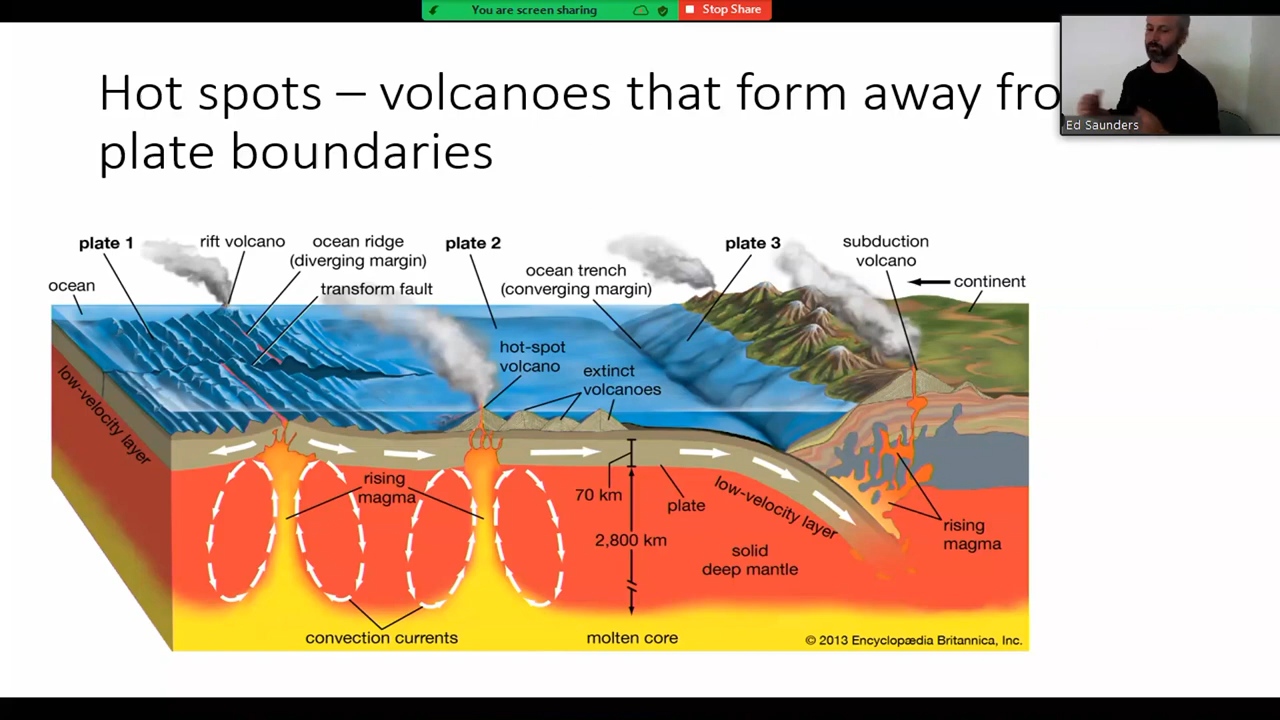 You are screen sharing
Stop Share
Ed Saunders
Hot spots – volcanoes that form away fro
plate boundaries
plate 1
rift volcano
ocean ridge
(diverging margin)
transform fault
plate 2
ocean trench
(converging margin)
plate 3
subduction
volcano
continent
ocean
hot-spot
volcano
extinct
volcanoes
low-velocity layer
rising
magma
70 km
plate
low-velocity layer
2,800 km
solid
deep mantle
rising
magma
convection currents
molten core
© 2013 Encyclopædia Britannica, Inc.